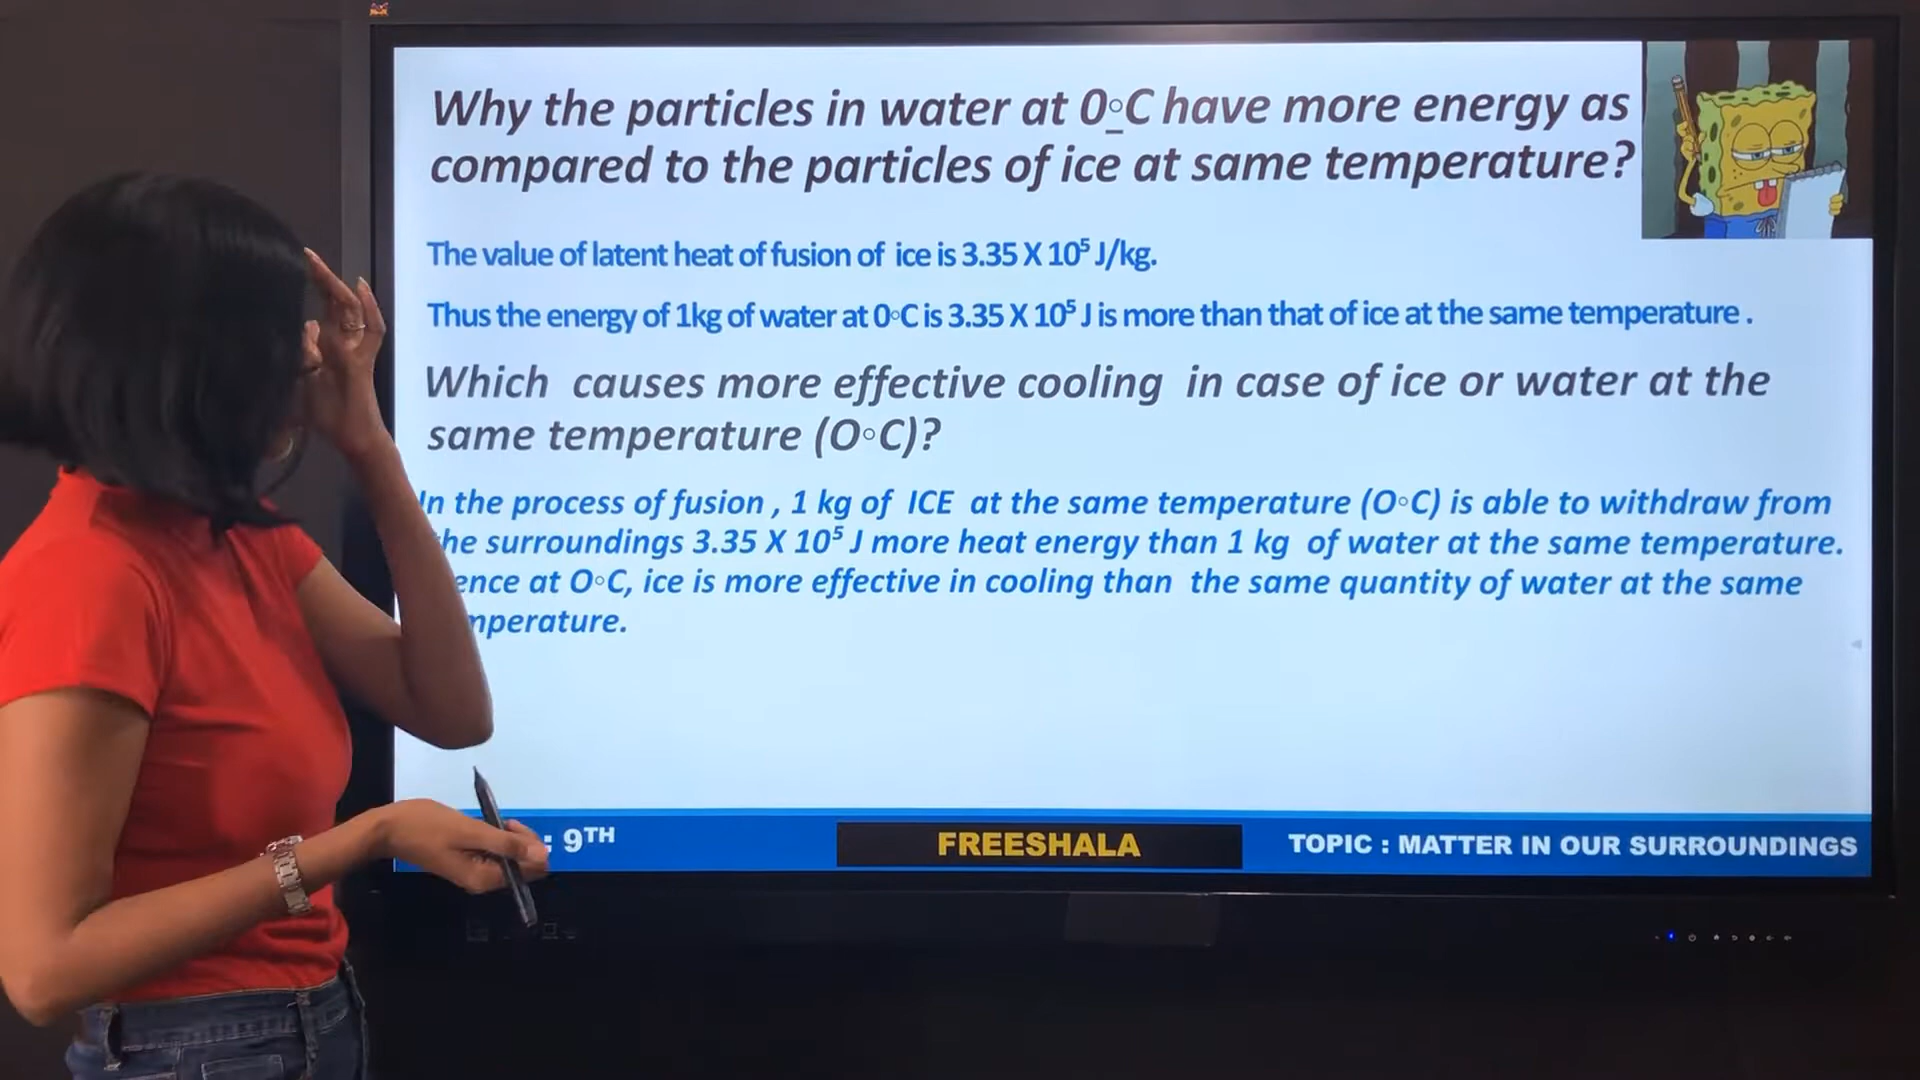 Why the particles in water at 0°C have more energy as
compared to the particles of ice at same temperature?
The value of latent heat of fusion of ice is 3.35 X 10⁵ J/kg.
Thus the energy of 1kg of water at 0°C is 3.35 X 10⁵ J is more than that of ice at the same temperature .
Which causes more effective cooling in case of ice or water at the
same temperature (O°C)?
In the process of fusion , 1 kg of ICE at the same temperature (O°C) is able to withdraw from
he surroundings 3.35 X 10⁵ J more heat energy than 1 kg of water at the same temperature.
ence at O°C, ice is more effective in cooling than the same quantity of water at the same
mperature.
: 9TH
FREESHALA
TOPIC : MATTER IN OUR SURROUNDINGS